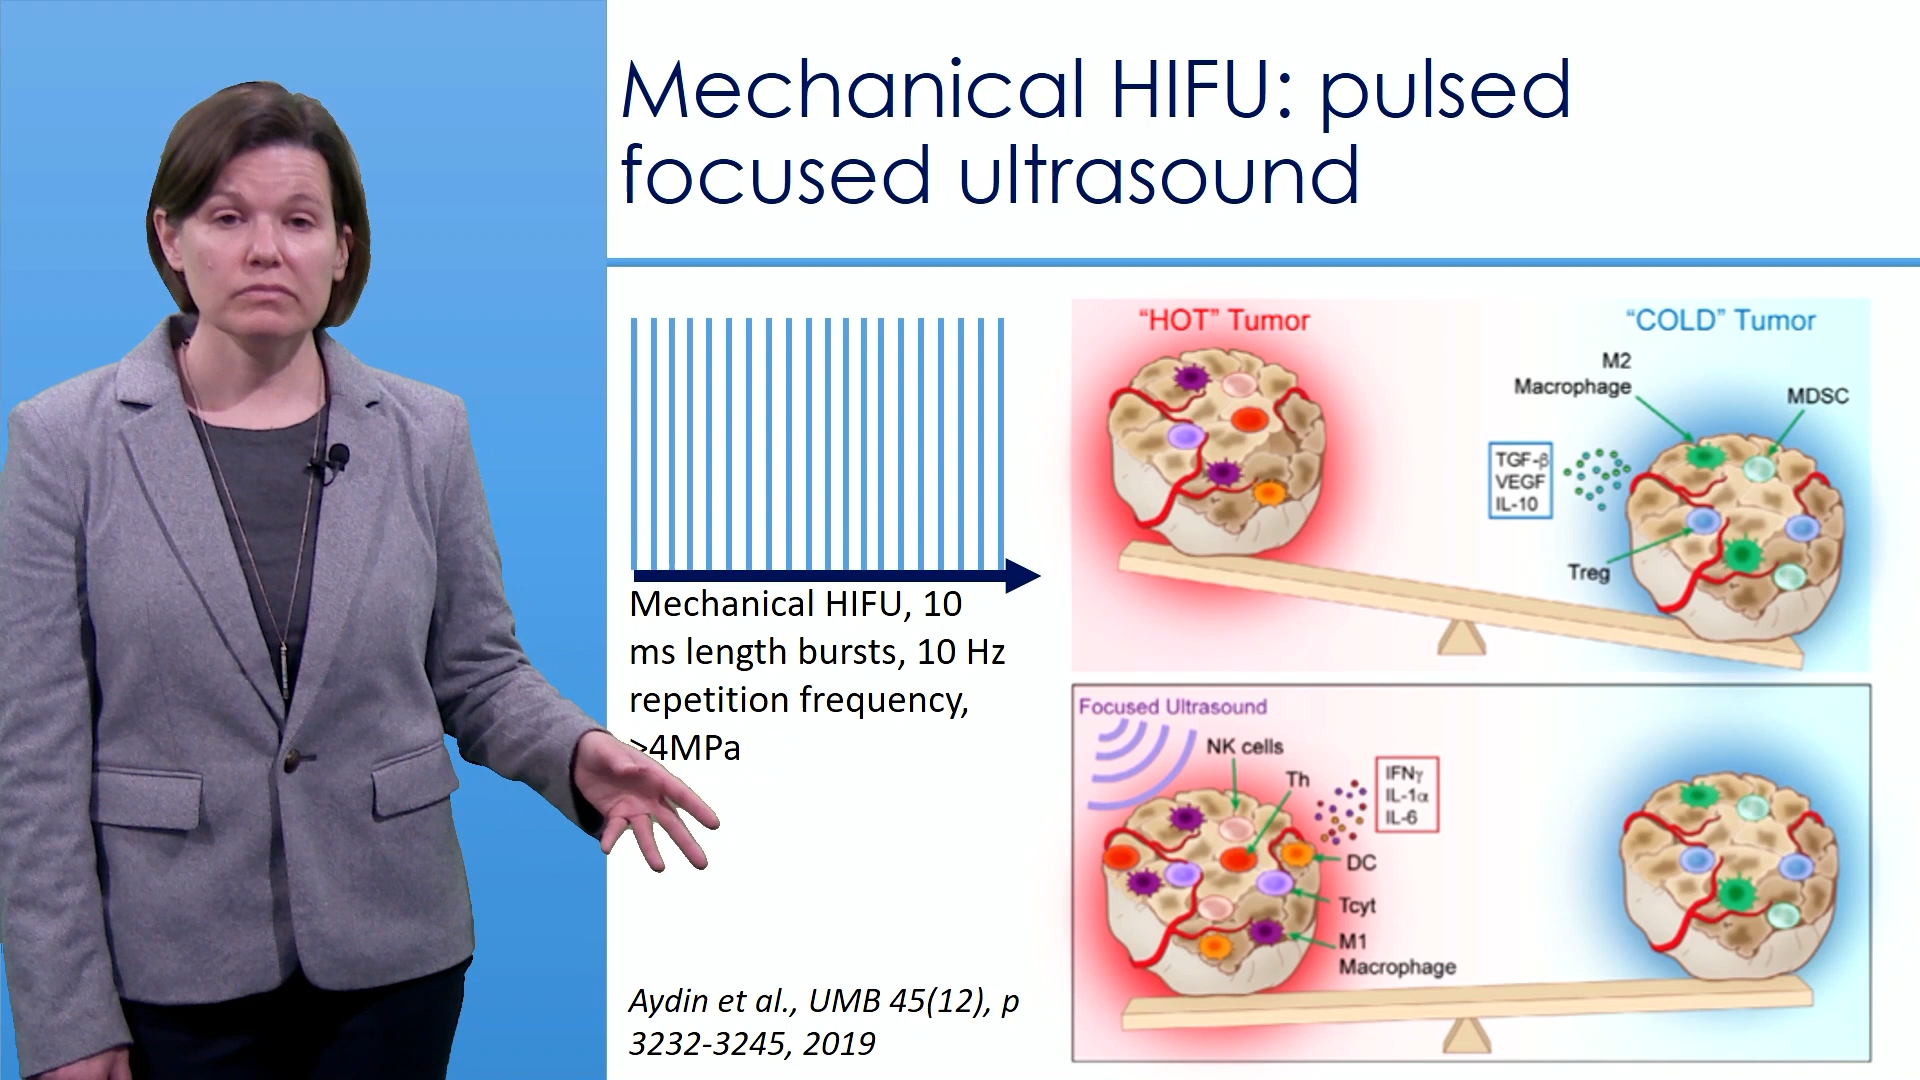 Mechanical HIFU: pulsed
focused ultrasound
Mechanical HIFU, 10
ms length bursts, 10 Hz
repetition frequency,
>4MPa
Aydin et al., UMB 45(12), p
3232-3245, 2019
“HOT” Tumor
“COLD” Tumor
M2
Macrophage
MDSC
TGF-β
VEGF
IL-10
Treg
Focused Ultrasound
NK cells
Th
IFNγ
IL-1α
IL-6
DC
Tcyt
M1
Macrophage